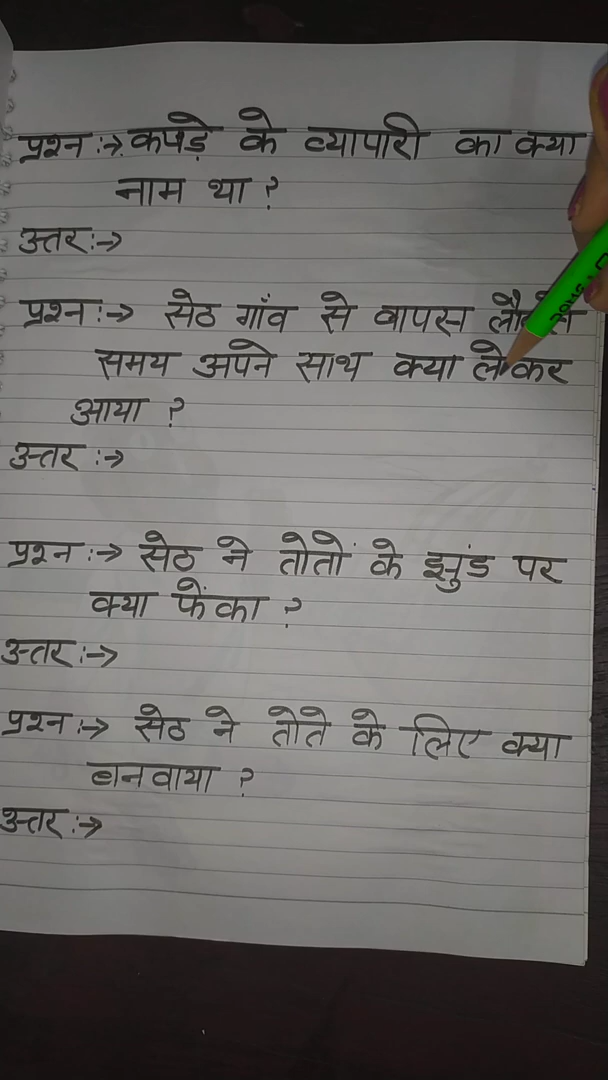 प्रश्न :→ कपड़े के व्यापारी का क्या
नाम था ?
उत्तर :→
प्रश्न :→ सेठ गाँव से वापस
समय अपने साथ क्या लेकर
आया ?
उत्तर :→
प्रश्न :→ सेठ ने तोतों के झुंड पर
क्या फेंका ?
उत्तर :→
प्रश्न :→ सेठ ने तोते के लिए क्या
बनवाया ?
उत्तर :→